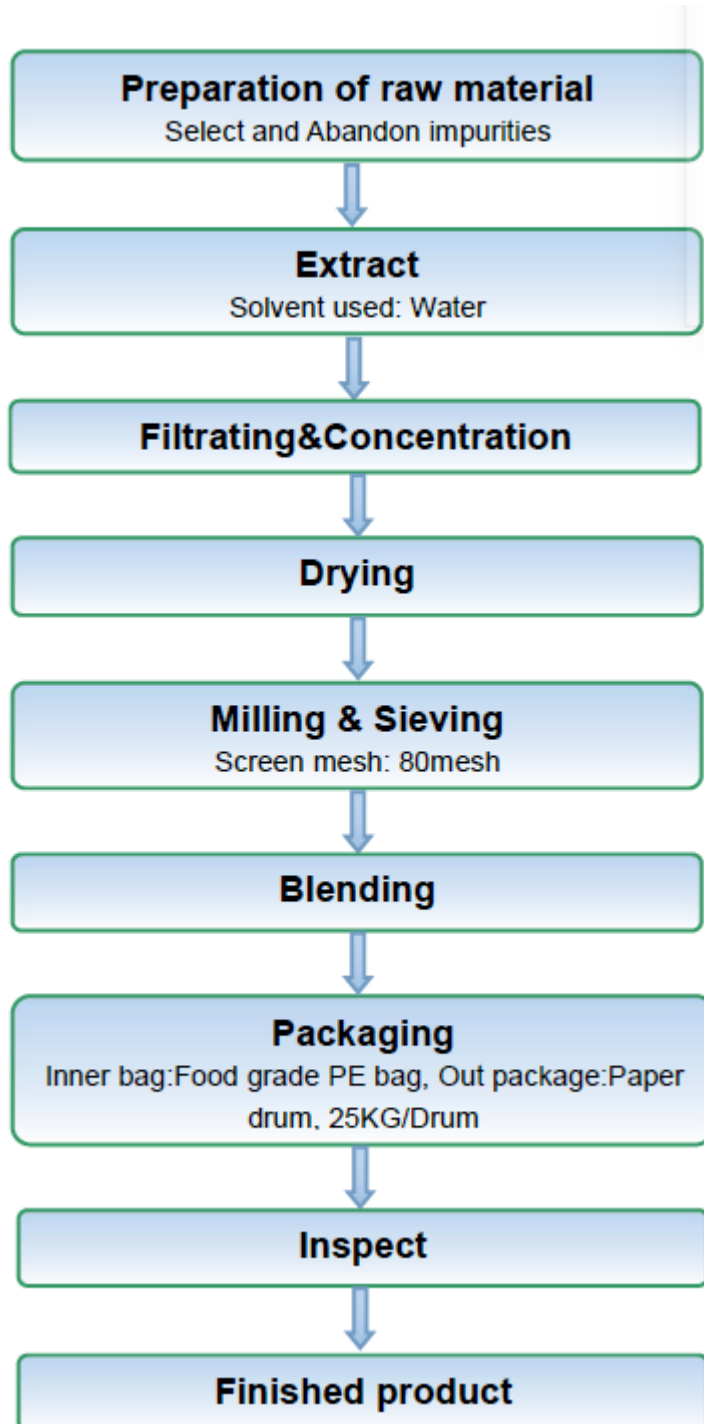 Preparation of raw material
Select and Abandon impurities
Extract
Solvent used: Water
Filtrating&Concentration
Drying
Milling & Sieving
Screen mesh: 80mesh
Blending
Packaging
Inner bag:Food grade PE bag, Out package:Paper
drum, 25KG/Drum
Inspect
Finished product